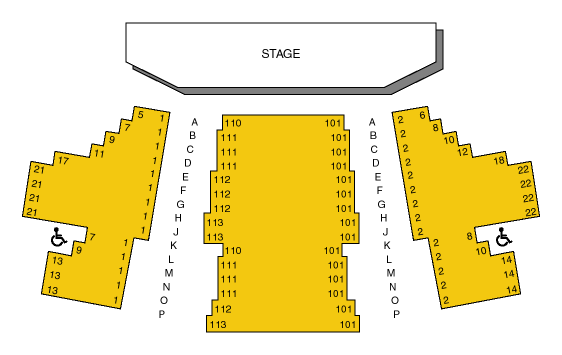 STAGE
5 1 A 110 101 A 2 6
7 1 B 111 101 B 2 8
9 1 C 111 101 C 2 10
11 1 D 111 101 D 2 12
17 1 E 112 101 E 2 18
21 1 F 112 101 F 2 22
21 1 G 112 101 G 2 22
21 1 H 113 101 H 2 22
21 1 J 113 101 J 2 22
7 1 K 110 101 K 2 8
9 1 L 111 101 L 2 10
13 1 M 111 101 M 2 14
13 1 N 111 101 N 2 14
13 1 O 112 101 O 2 14
P 113 101 P